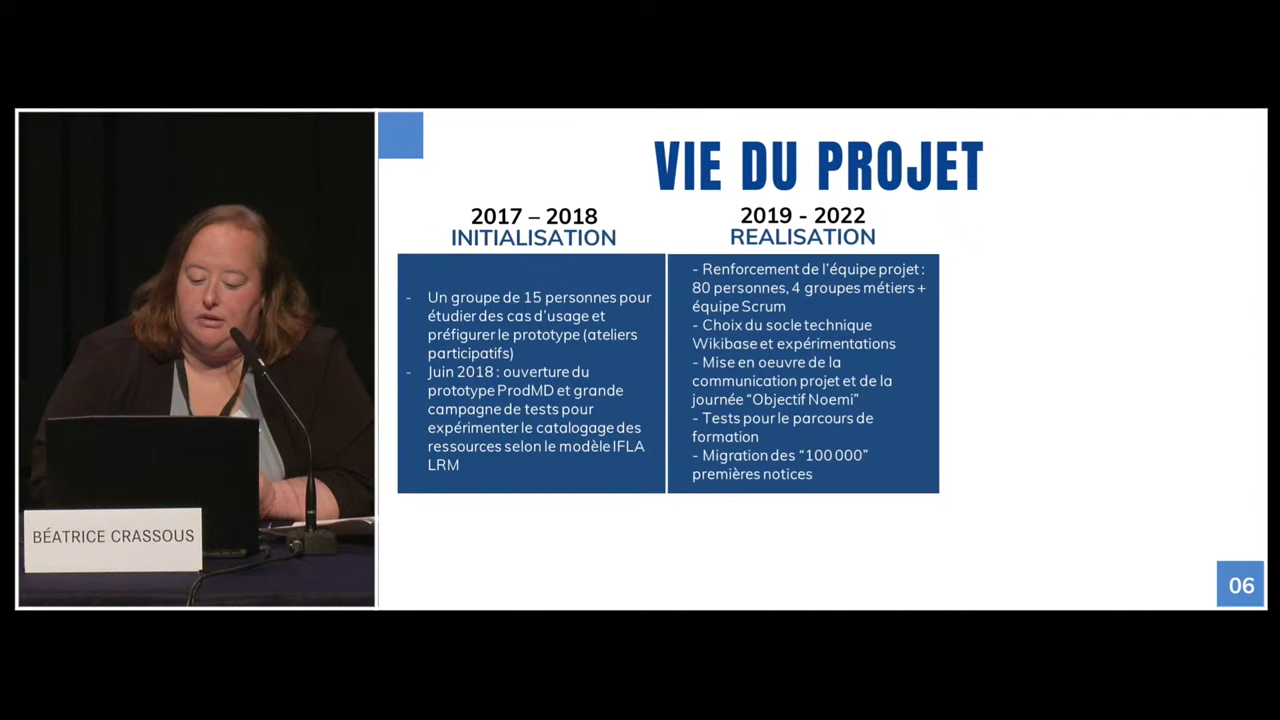 VIE DU PROJET
2017 – 2018
INITIALISATION
- Un groupe de 15 personnes pour
étudier des cas d’usage et
préfigurer le prototype (ateliers
participatifs)
- Juin 2018 : ouverture du
prototype ProdMD et grande
campagne de tests pour
expérimenter le catalogage des
ressources selon le modèle IFLA
LRM
2019 - 2022
REALISATION
- Renforcement de l’équipe projet :
80 personnes, 4 groupes métiers +
équipe Scrum
- Choix du socle technique
Wikibase et expérimentations
- Mise en oeuvre de la
communication projet et de la
journée “Objectif Noemi”
- Tests pour le parcours de
formation
- Migration des “100 000”
premières notices
BÉATRICE CRASSOUS
06